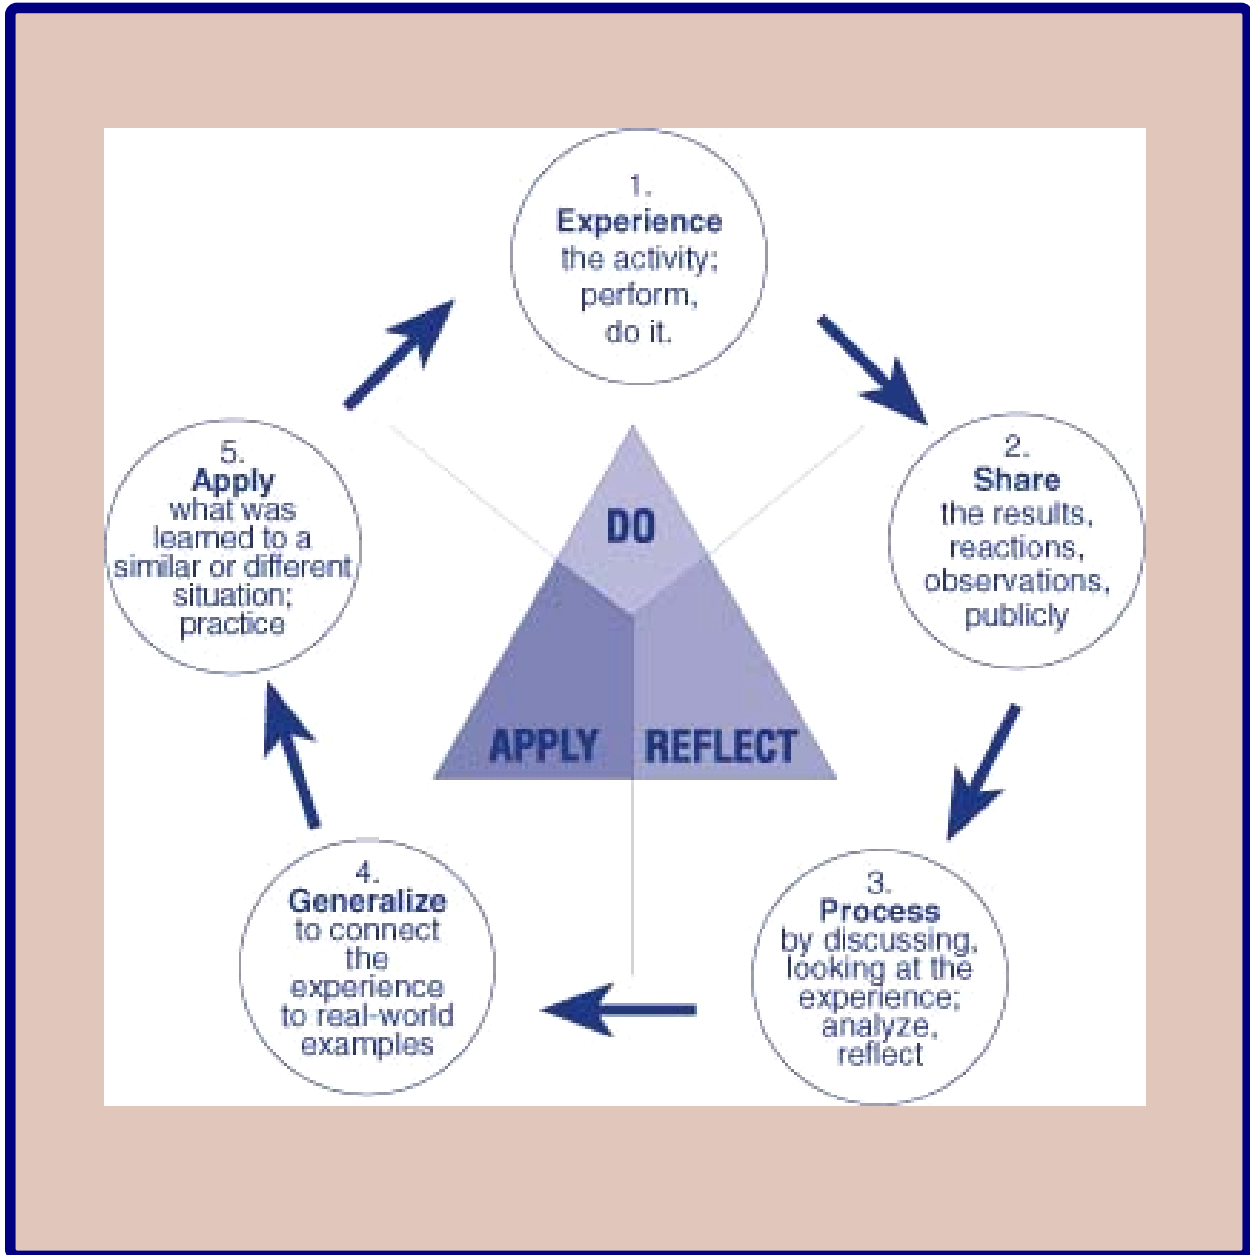 1.
Experience
the activity;
perform,
do it.
2.
Share
the results,
reactions,
observations,
publicly
3.
Process
by discussing,
looking at the
experience;
analyze,
reflect
4.
Generalize
to connect
the
experience
to real-world
examples
5.
Apply
what was
learned to a
similar or different
situation;
practice
DO
APPLY
REFLECT